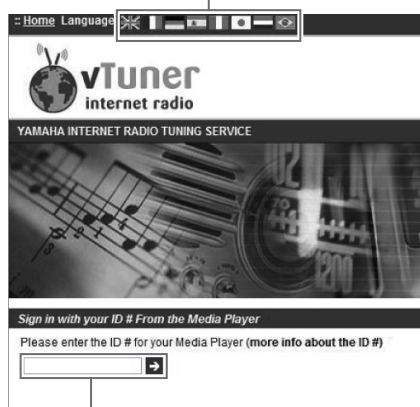 :: Home Language
vTuner
internet radio
YAMAHA INTERNET RADIO TUNING SERVICE
Sign in with your ID # From the Media Player
Please enter the ID # for your Media Player (more info about the ID #)